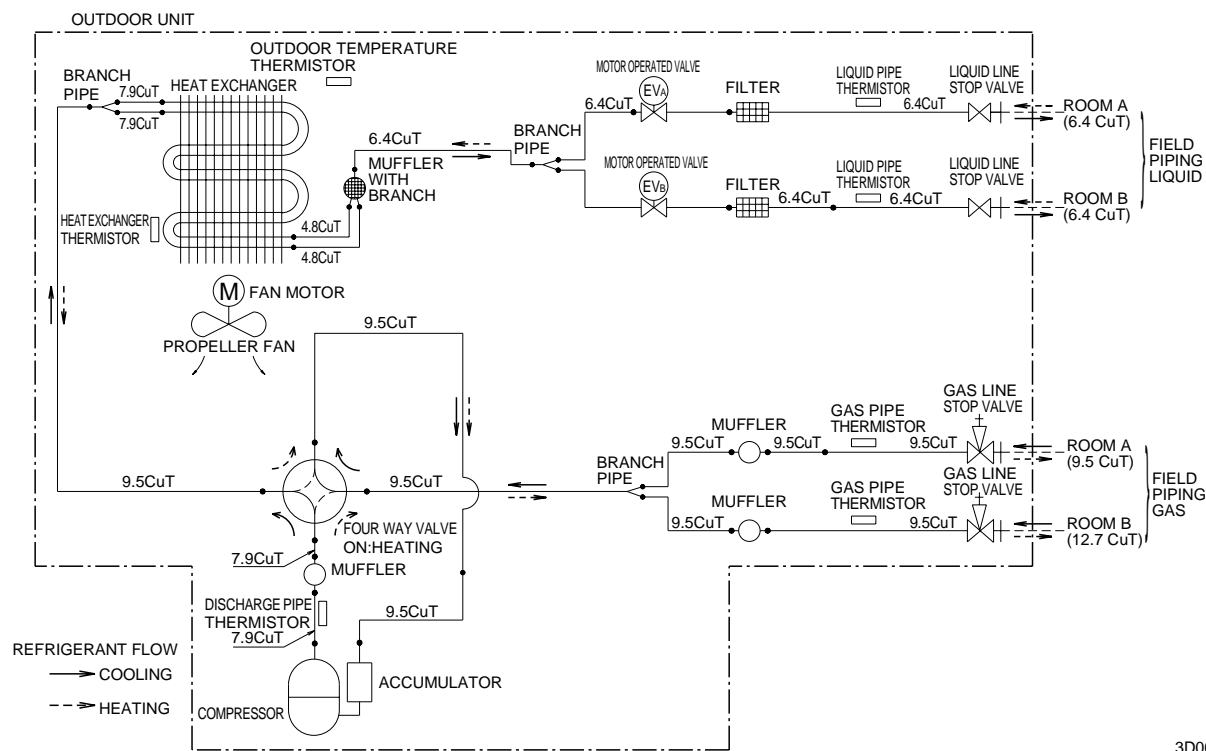 OUTDOOR UNIT
OUTDOOR TEMPERATURE
THERMISTOR
BRANCH
PIPE
7.9CuT
7.9CuT
HEAT EXCHANGER
HEAT EXCHANGER
THERMISTOR
4.8CuT
4.8CuT
6.4CuT
MUFFLER
WITH
BRANCH
BRANCH
PIPE
MOTOR OPERATED VALVE
EVA
6.4CuT
FILTER
LIQUID PIPE
THERMISTOR
6.4CuT
LIQUID LINE
STOP VALVE
ROOM A
(6.4 CuT)
MOTOR OPERATED VALVE
EVB
FILTER
6.4CuT
LIQUID PIPE
THERMISTOR
6.4CuT
LIQUID LINE
STOP VALVE
ROOM B
(6.4 CuT)
FIELD
PIPING
LIQUID
M
FAN MOTOR
PROPELLER FAN
9.5CuT
9.5CuT
9.5CuT
FOUR WAY VALVE
ON:HEATING
BRANCH
PIPE
9.5CuT
MUFFLER
9.5CuT
GAS PIPE
THERMISTOR
9.5CuT
GAS LINE
STOP VALVE
ROOM A
(9.5 CuT)
9.5CuT
MUFFLER
GAS PIPE
THERMISTOR
9.5CuT
GAS LINE
STOP VALVE
ROOM B
(12.7 CuT)
FIELD
PIPING
GAS
7.9CuT
MUFFLER
DISCHARGE PIPE
THERMISTOR
7.9CuT
9.5CuT
ACCUMULATOR
COMPRESSOR
REFRIGERANT FLOW
COOLING
HEATING